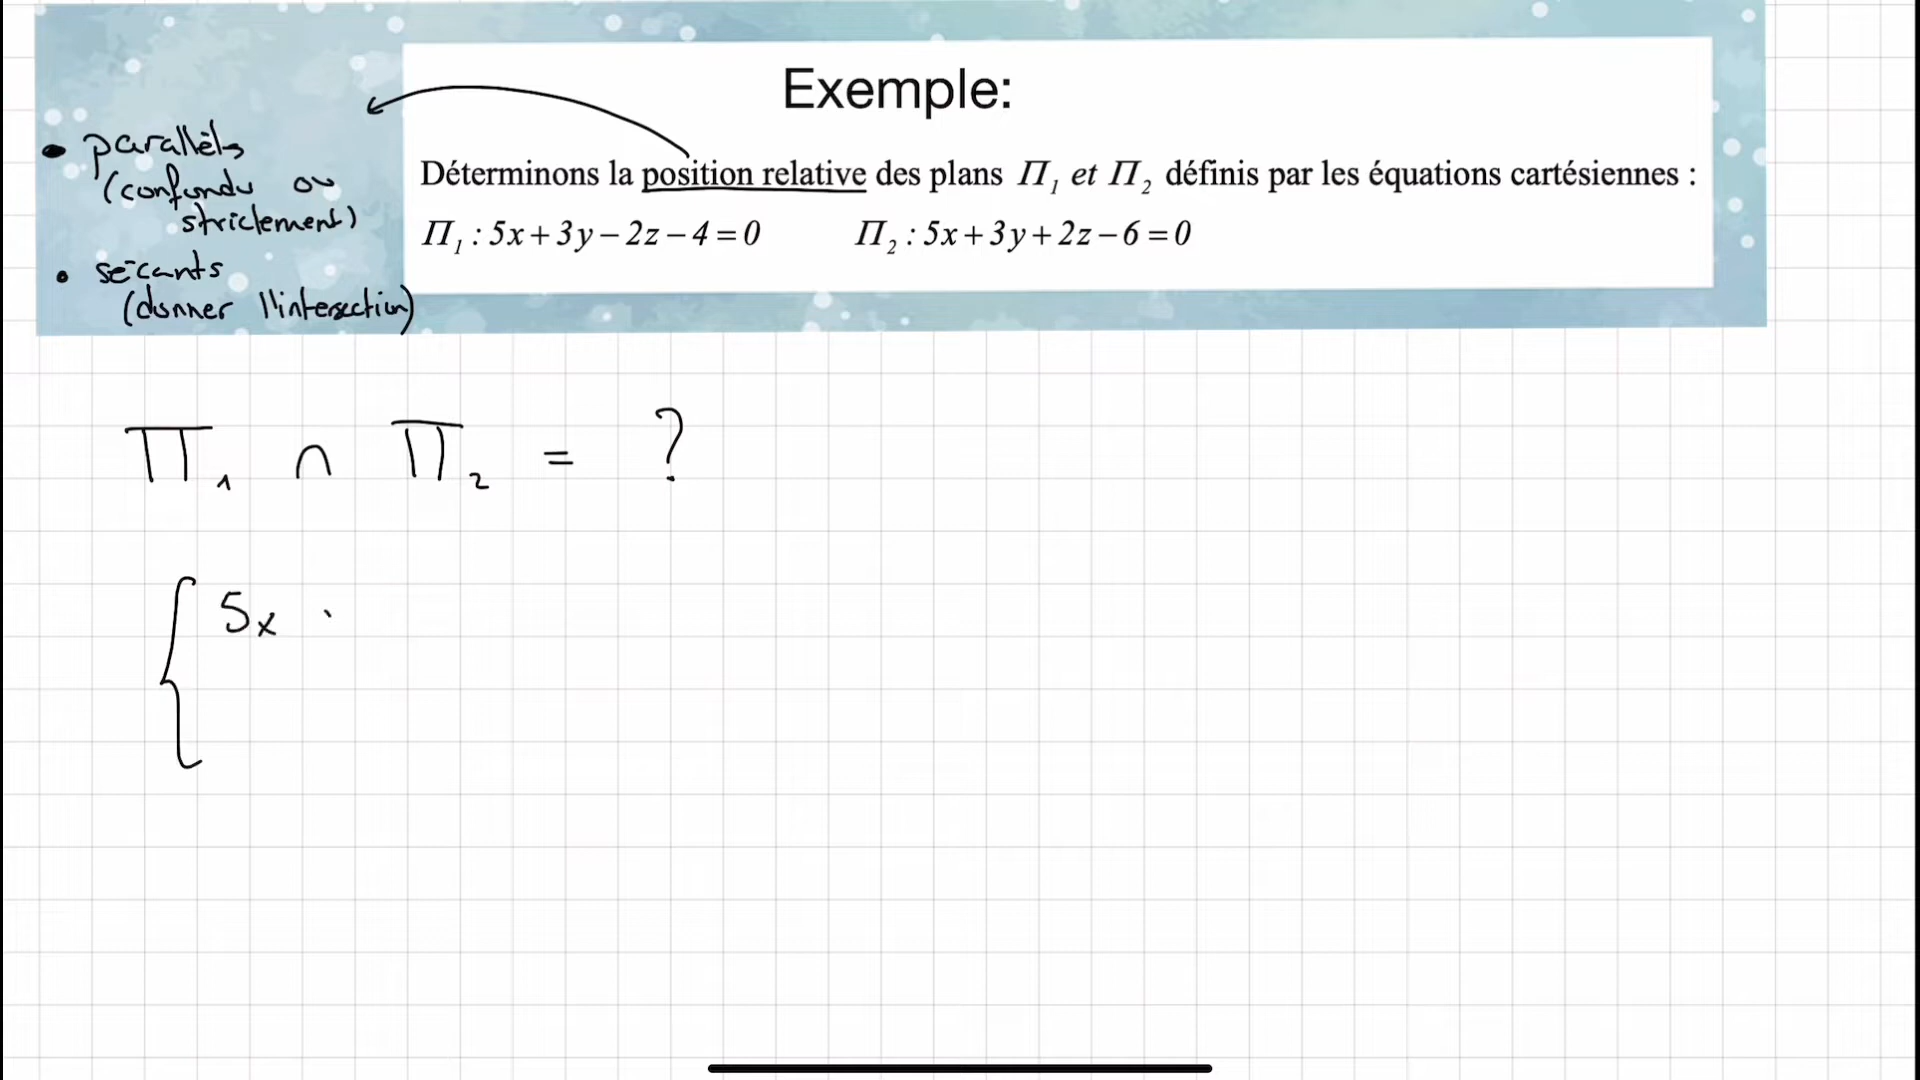 Exemple:
Déterminons la position relative des plans Π₁ et Π₂ définis par les équations cartésiennes :
Π₁ : 5x + 3y − 2z − 4 = 0 Π₂ : 5x + 3y + 2z − 6 = 0
• parallèls
(confondu ou
strictement)
• sécants
(donner l'intersection)
Π₁ ∩ Π₂ = ?
{ 5x